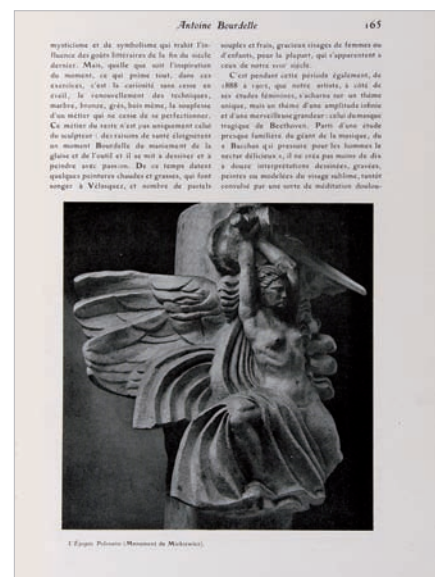 Antoine Bourdelle
165
mysticisme et de symbolisme qui trahit l'in-
fluence des goûts littéraires de la fin du siècle
dernier. Mais, quelle que soit l'inspiration
du moment, ce qui prime tout, dans ces
exercices, c'est la curiosité sans cesse en
éveil, le renouvellement des techniques,
marbre, bronze, grès, bois même, la souplesse
d'un métier qui ne cesse de se perfectionner.
Ce métier du reste n'est pas uniquement celui
du sculpteur : des raisons de santé éloignèrent
un moment Bourdelle du maniement de la
glaise et de l'outil et il se mit à dessiner et à
peindre avec passion. De ce temps datent
quelques peintures chaudes et grasses, qui font
songer à Vélasquez, et nombre de pastels
souples et frais, gracieux visages de femmes ou
d'enfants, pour la plupart, qui s'apparentent à
ceux de notre XVIIIe siècle.
C'est pendant cette période également, de
1888 à 1901, que notre artiste, à côté de
ses études féminines, s'acharna sur un thème
unique, mais un thème d'une amplitude infinie
et d'une merveilleuse grandeur : celui du masque
tragique de Beethoven. Parti d'une étude
presque familière du géant de la musique, du
« Bacchus qui pressure pour les hommes le
nectar délicieux », il ne créa pas moins de dix
à douze interprétations dessinées, gravées,
peintes ou modelées du visage sublime, tantôt
convulsé par une sorte de méditation doulou-
L'Épopée Polonaise (Monument de Mickiewicz).